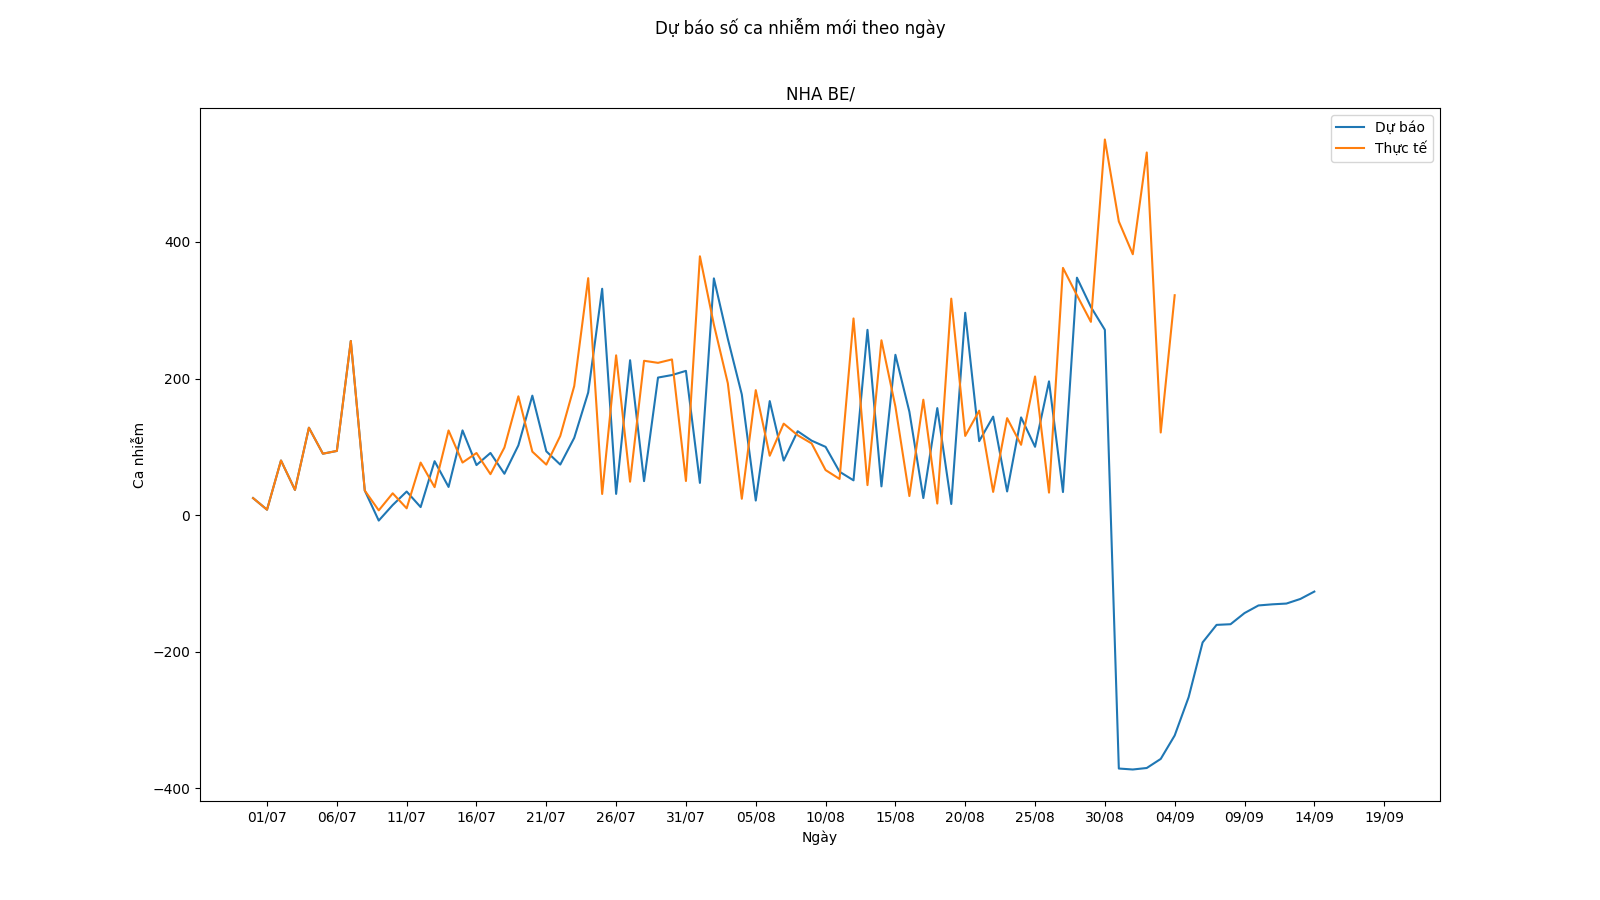 Dự báo số ca nhiễm mới theo ngày
NHA BE/
Dự báo
Thực tế
Ca nhiễm
400
200
0
−200
−400
01/07 06/07 11/07 16/07 21/07 26/07 31/07 05/08 10/08 15/08 20/08 25/08 30/08 04/09 09/09 14/09 19/09
Ngày